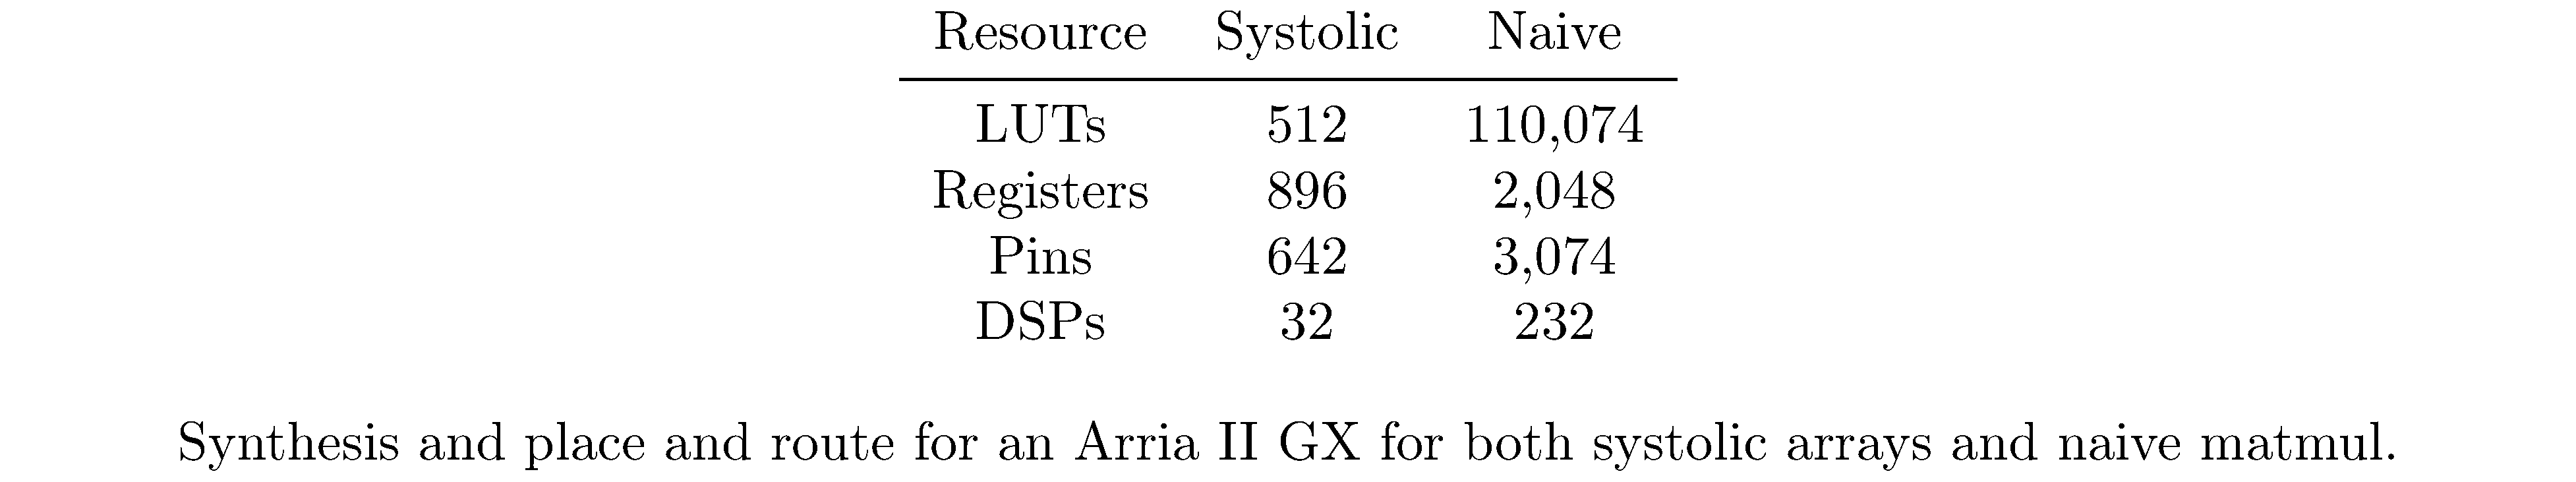 Resource Systolic Naive
LUTs 512 110,074
Registers 896 2,048
Pins 642 3,074
DSPs 32 232
Synthesis and place and route for an Arria II GX for both systolic arrays and naive matmul.